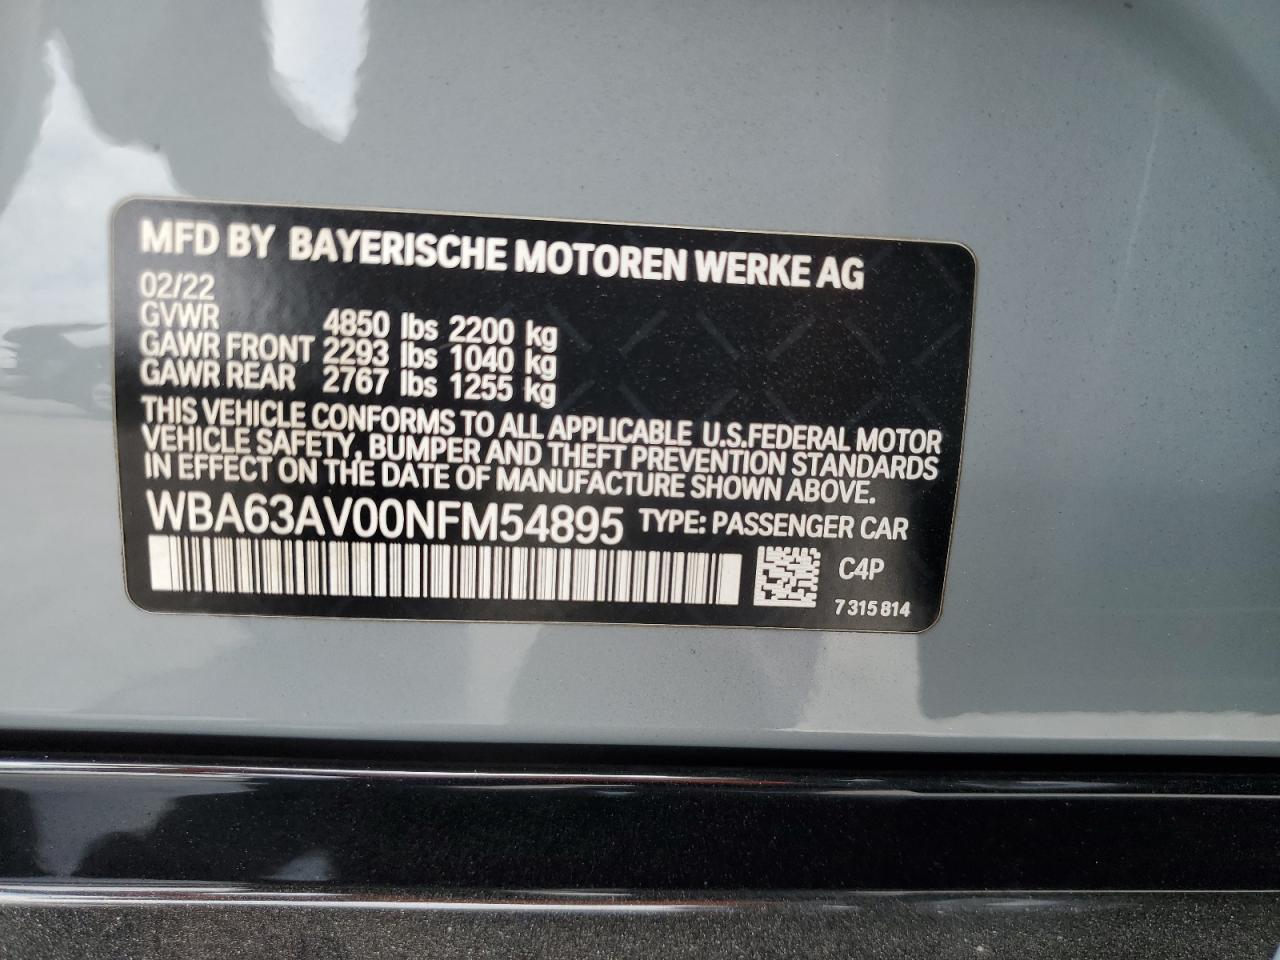 MFD BY BAYERISCHE MOTOREN WERKE AG
02/22
GVWR 4850 lbs 2200 kg
GAWR FRONT 2293 lbs 1040 kg
GAWR REAR 2767 lbs 1255 kg
THIS VEHICLE CONFORMS TO ALL APPLICABLE U.S.FEDERAL MOTOR
VEHICLE SAFETY, BUMPER AND THEFT PREVENTION STANDARDS
IN EFFECT ON THE DATE OF MANUFACTURE SHOWN ABOVE.
WBA63AV00NFM54895 TYPE: PASSENGER CAR
C4P
7 315 814